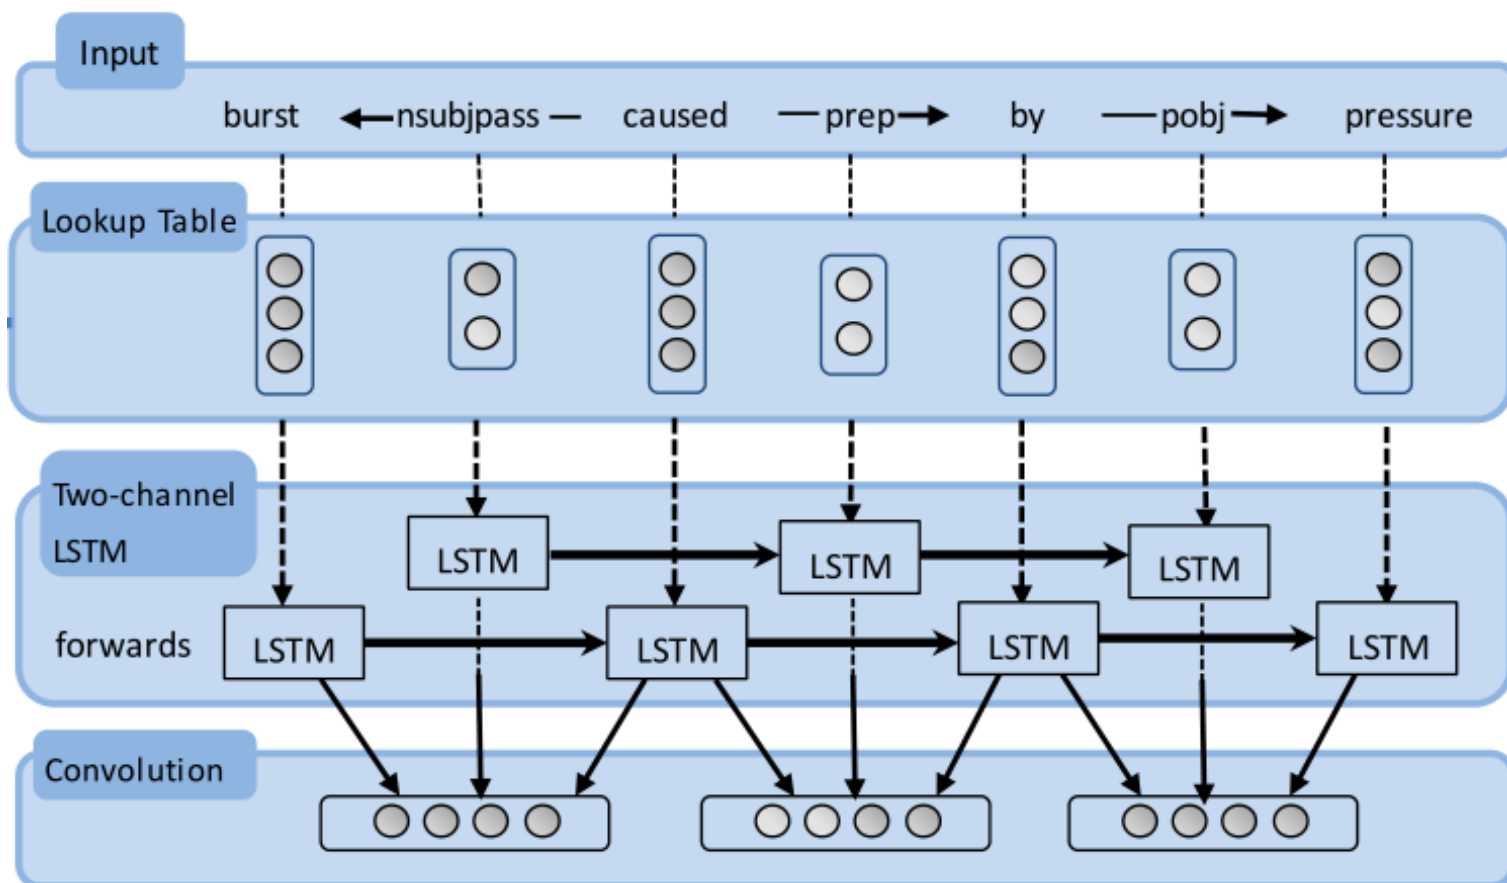 Input
burst nsubjpass caused prep by pobj pressure
Lookup Table
Two-channel
LSTM
LSTM LSTM LSTM
forwards LSTM LSTM LSTM LSTM
Convolution